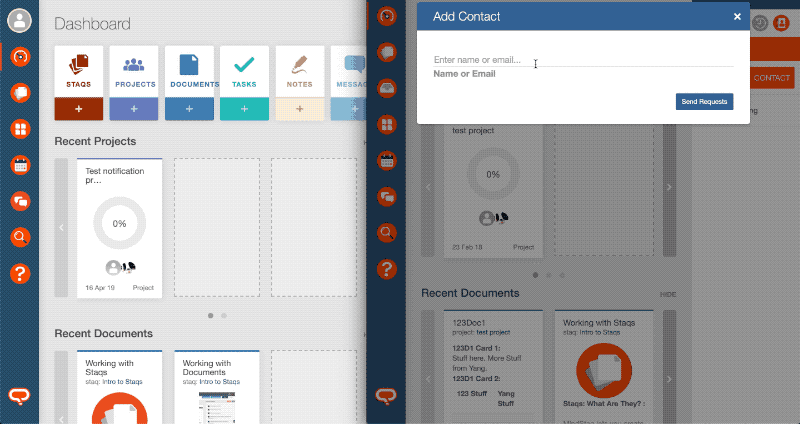 Dashboard
STAQS
PROJECTS
DOCUMENTS
TASKS
NOTES
+
+
+
+
+
+
Recent Projects
Test notification
pr…
0%
16 Apr 19
Project
Recent Documents
Working with
Staqs
staq: Intro to Staqs
Working with
Documents
staq: Intro to Staqs
Add Contact
×
Enter name or email...
Name or Email
Send Requests
CONTACT
test project
0%
23 Feb 18
Project
Recent Documents
HIDE
123Doc1
project: test project
123D1 Card 1:
Stuff here. More Stuff
from Yang.
123D1 Card 2:
123 Stuff
Yang
Stuff
Working with Staqs
staq: Intro to Staqs
Staqs: What Are They? :